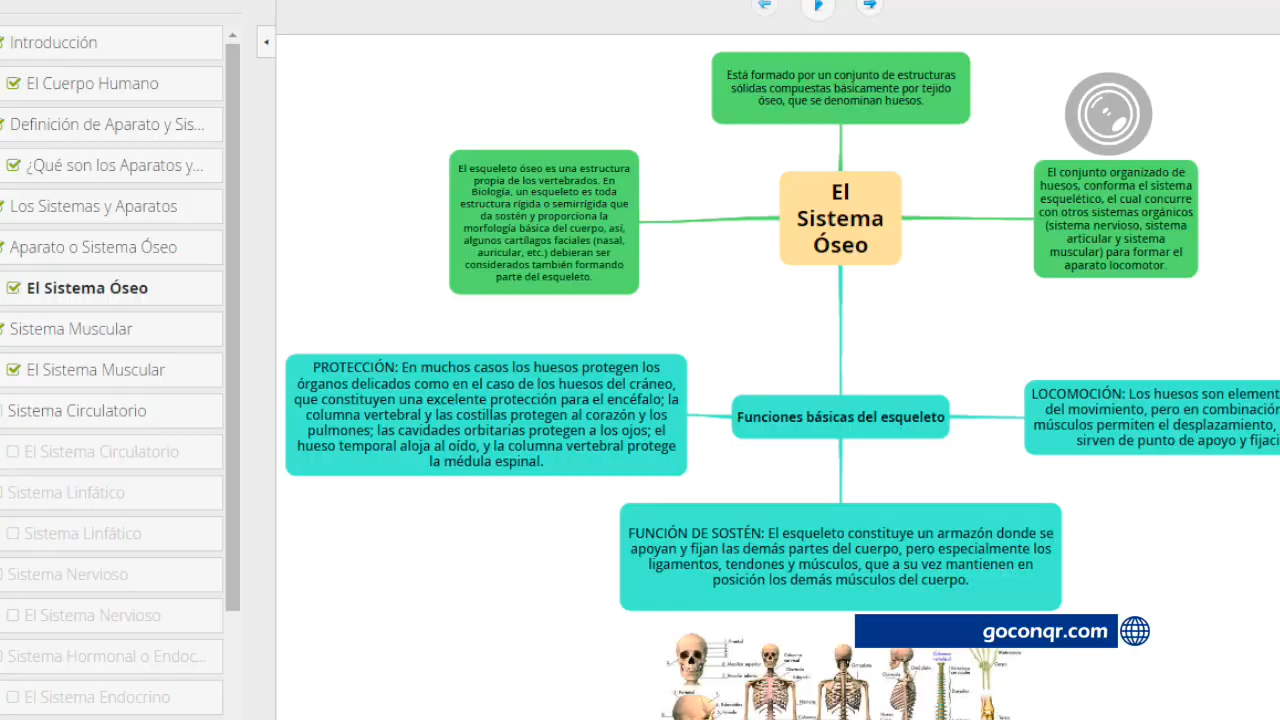 Introducción
El Cuerpo Humano
Definición de Aparato y Sis...
¿Qué son los Aparatos y...
Los Sistemas y Aparatos
Aparato o Sistema Óseo
El Sistema Óseo
Sistema Muscular
El Sistema Muscular
Sistema Circulatorio
El Sistema Circulatorio
Sistema Linfático
Sistema Linfático
Sistema Nervioso
El Sistema Nervioso
Sistema Hormonal o Endoc...
El Sistema Endocrino
Está formado por un conjunto de estructuras
sólidas compuestas básicamente por tejido
óseo, que se denominan huesos.
El esqueleto óseo es una estructura
propia de los vertebrados. En
Biología, un esqueleto es toda
estructura rígida o semirrígida que
da sostén y proporciona la
morfología básica del cuerpo, así,
algunos cartílagos faciales (nasal,
auricular, etc.) debieran ser
considerados también formando
parte del esqueleto.
El
Sistema
Óseo
El conjunto organizado de
huesos, conforma el sistema
esquelético, el cual concurre
con otros sistemas orgánicos
(sistema nervioso, sistema
articular y sistema
muscular) para formar el
aparato locomotor.
PROTECCIÓN: En muchos casos los huesos protegen los
órganos delicados como en el caso de los huesos del cráneo,
que constituyen una excelente protección para el encéfalo; la
columna vertebral y las costillas protegen al corazón y los
pulmones; las cavidades orbitarias protegen a los ojos; el
hueso temporal aloja al oído, y la columna vertebral protege
la médula espinal.
Funciones básicas del esqueleto
LOCOMOCIÓN: Los huesos son element
del movimiento, pero en combinación
músculos permiten el desplazamiento,
sirven de punto de apoyo y fijaci
FUNCIÓN DE SOSTÉN: El esqueleto constituye un armazón donde se
apoyan y fijan las demás partes del cuerpo, pero especialmente los
ligamentos, tendones y músculos, que a su vez mantienen en
posición los demás músculos del cuerpo.
goconqr.com
1. Frontal
2. Maxilar superior
3. Maxilar inferior
2. Parietal